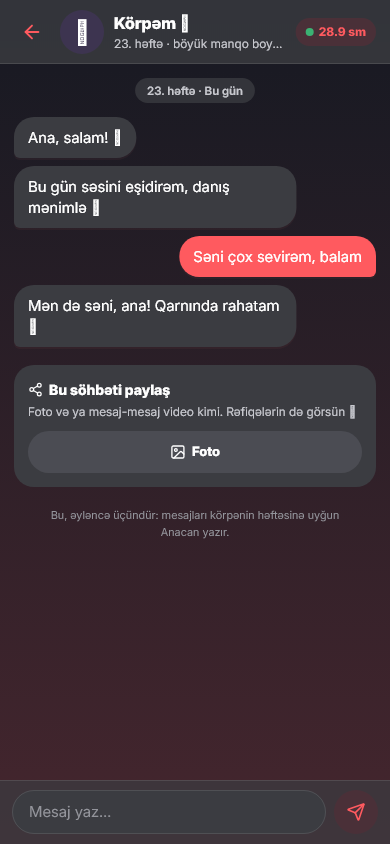 Körpəm
23. həftə · böyük manqo boy...
28.9 sm
23. həftə · Bu gün
Ana, salam!
Bu gün səsini eşidirəm, danış
mənimlə
Səni çox sevirəm, balam
Mən də səni, ana! Qarnında rahatam
Bu söhbəti paylaş
Foto və ya mesaj-mesaj video kimi. Rəfiqələrin də görsün
Foto
Bu, əyləncə üçündür: mesajları körpənin həftəsinə uyğun
Anacan yazır.
Mesaj yaz...